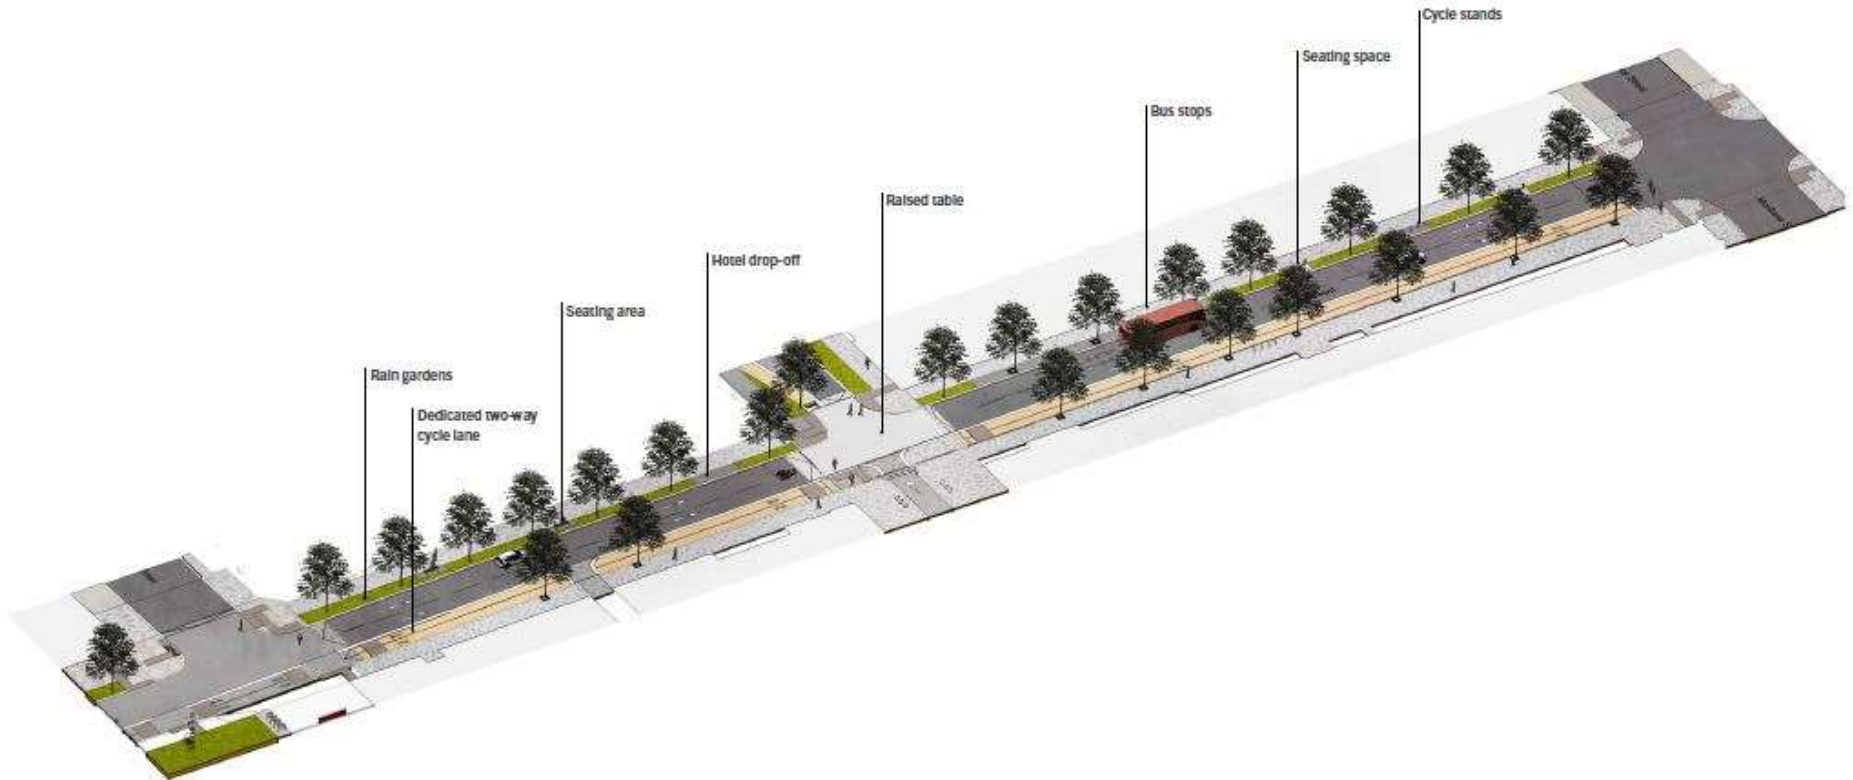 Cycle stands
Seating space
Bus stops
Raised table
Hotel drop-off
Seating area
Rain gardens
Dedicated two-way
cycle lane